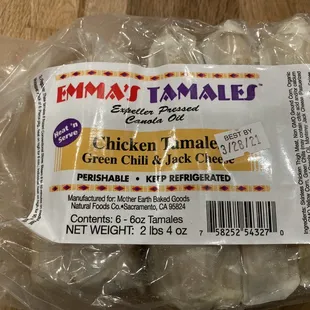 EMMA'S TAMALES™
Expeller Pressed
Canola Oil
Heat 'n
Serve
Chicken Tamale
Green Chili & Jack Cheese
BEST BY
3/28/21
PERISHABLE • KEEP REFRIGERATED
Manufactured for: Mother Earth Baked Goods
Natural Foods Co.•Sacramento, CA 95824
Contents: 6 - 6oz Tamales
NET WEIGHT: 2 lbs 4 oz
7 58252 54327 0